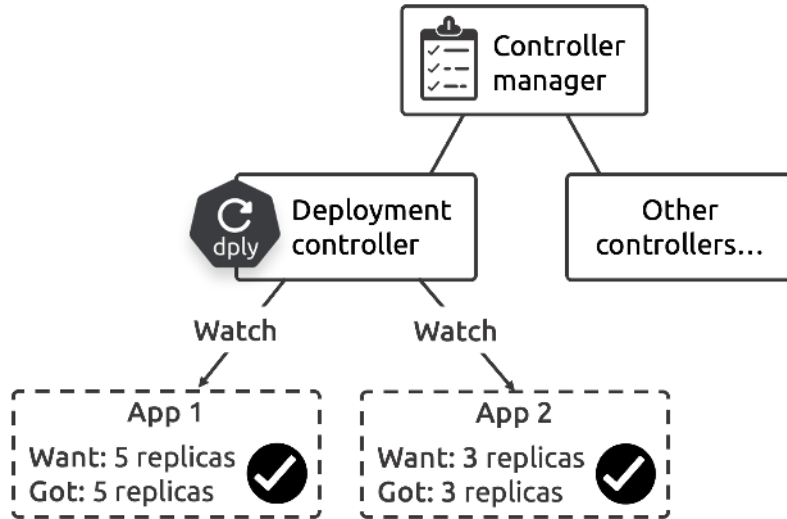 Controller
manager
Deployment
controller
dply
Other
controllers...
Watch
Watch
App 1
Want: 5 replicas
Got: 5 replicas
App 2
Want: 3 replicas
Got: 3 replicas